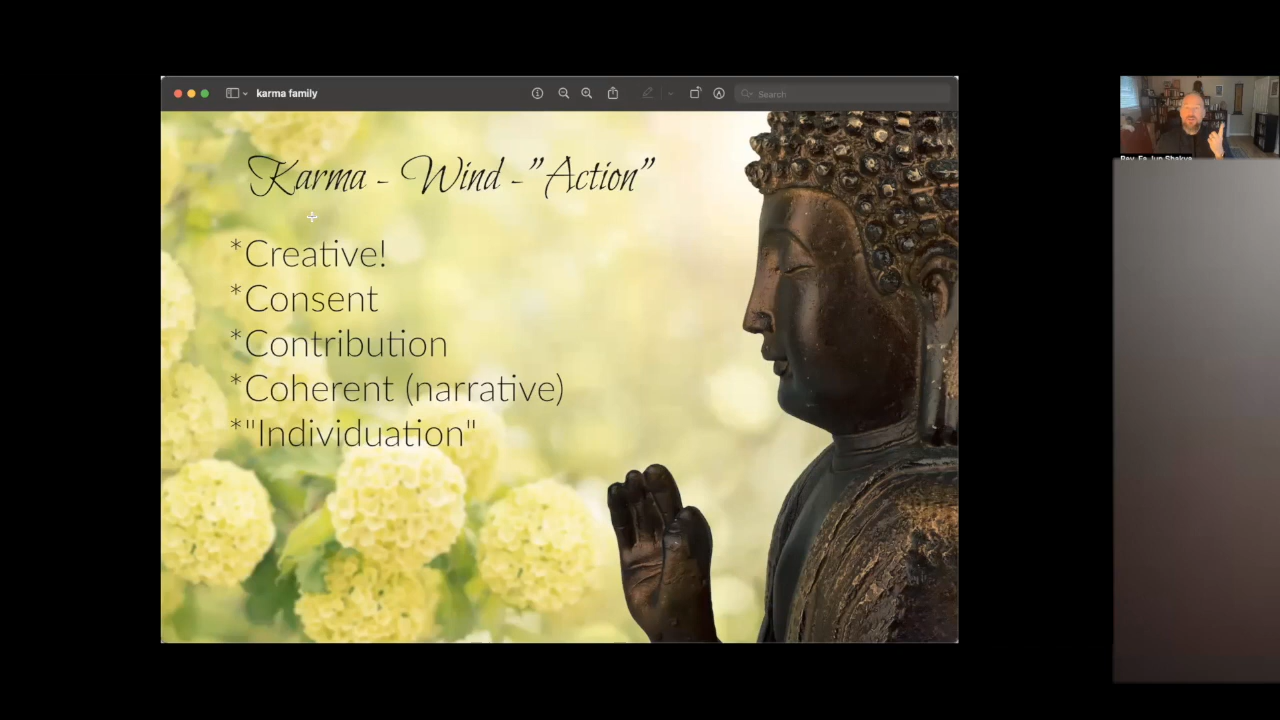 karma family
Search
Karma - Wind - "Action"
*Creative!
*Consent
*Contribution
*Coherent (narrative)
*"Individuation"